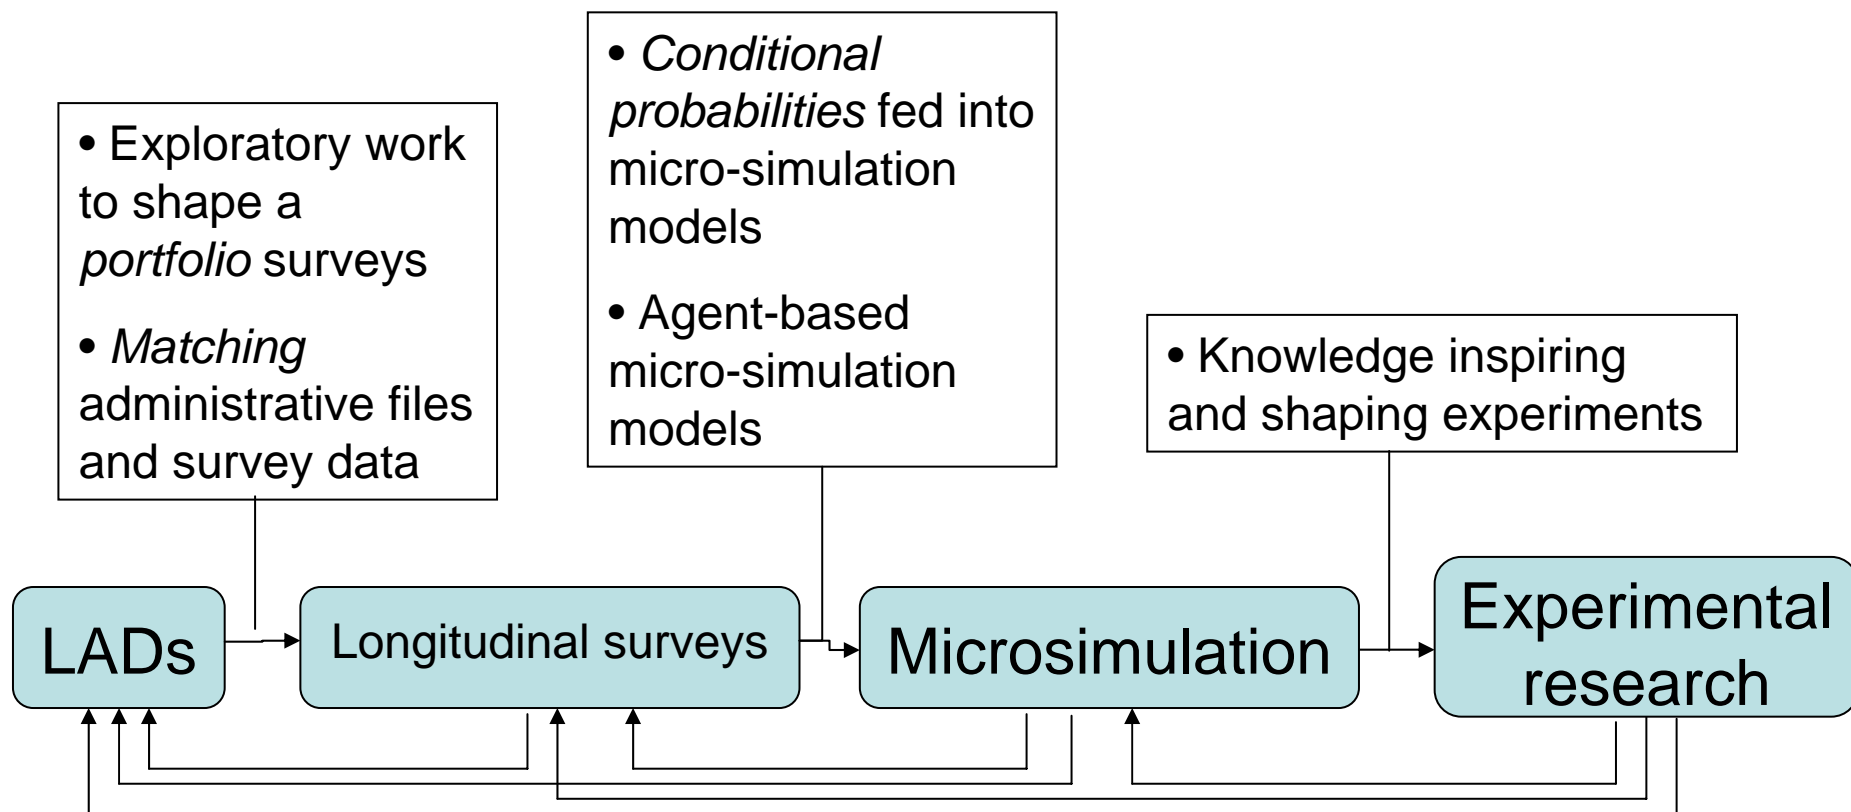 • Exploratory work
to shape a
portfolio surveys
• Matching
administrative files
and survey data
• Conditional
probabilities fed into
micro-simulation
models
• Agent-based
micro-simulation
models
• Knowledge inspiring
and shaping experiments
LADs
Longitudinal surveys
Microsimulation
Experimental
research